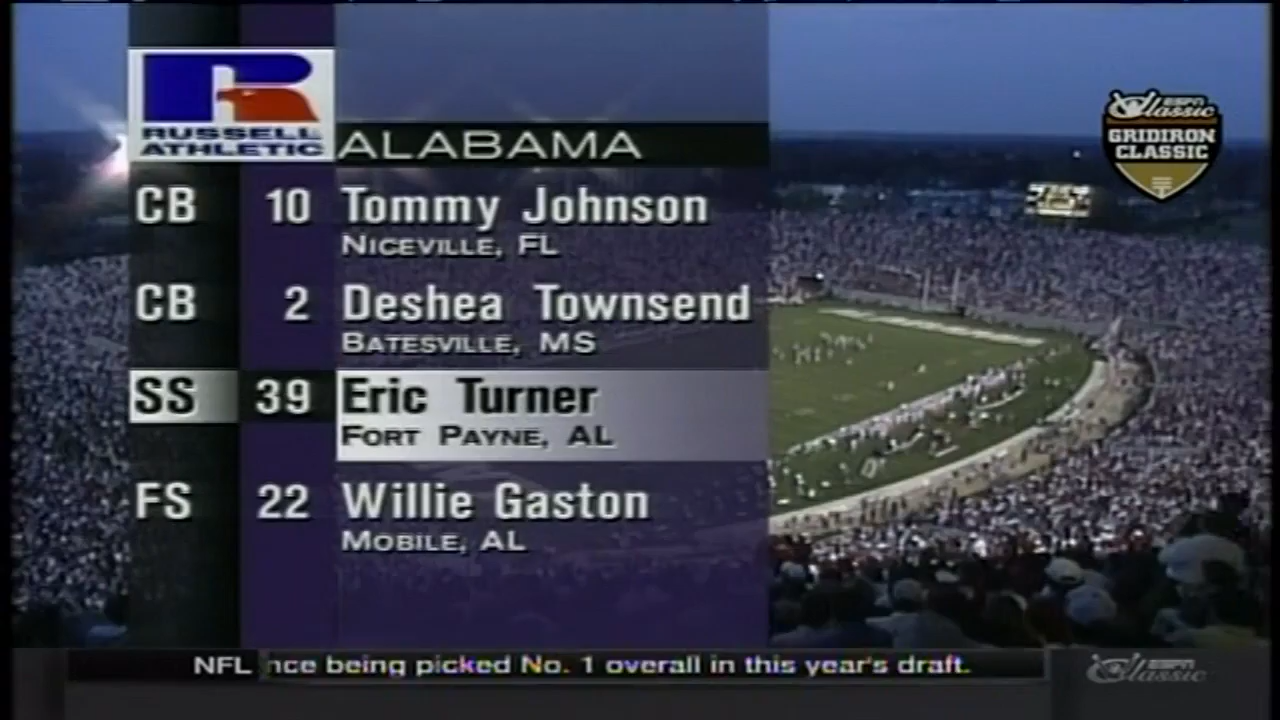 R
RUSSELL
ATHLETIC
ALABAMA
ESPN
Classic
GRIDIRON
CLASSIC
CB 10 Tommy Johnson
NICEVILLE, FL
CB 2 Deshea Townsend
BATESVILLE, MS
SS 39 Eric Turner
FORT PAYNE, AL
FS 22 Willie Gaston
MOBILE, AL
NFL nce being picked No. 1 overall in this year's draft.
ESPN
Classic